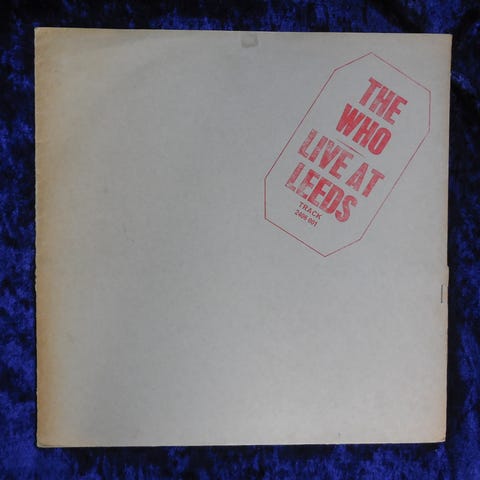 THE
WHO
LIVE AT
LEEDS
TRACK
2406 001